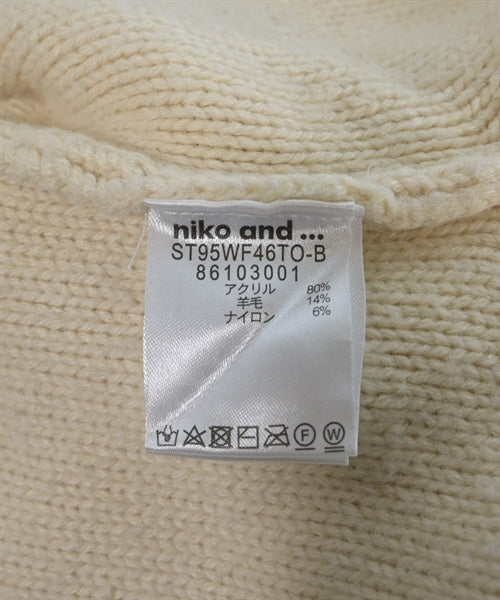 niko and ...
ST95WF46TO-B
86103001
アクリル 80%
羊毛 14%
ナイロン 6%
F W